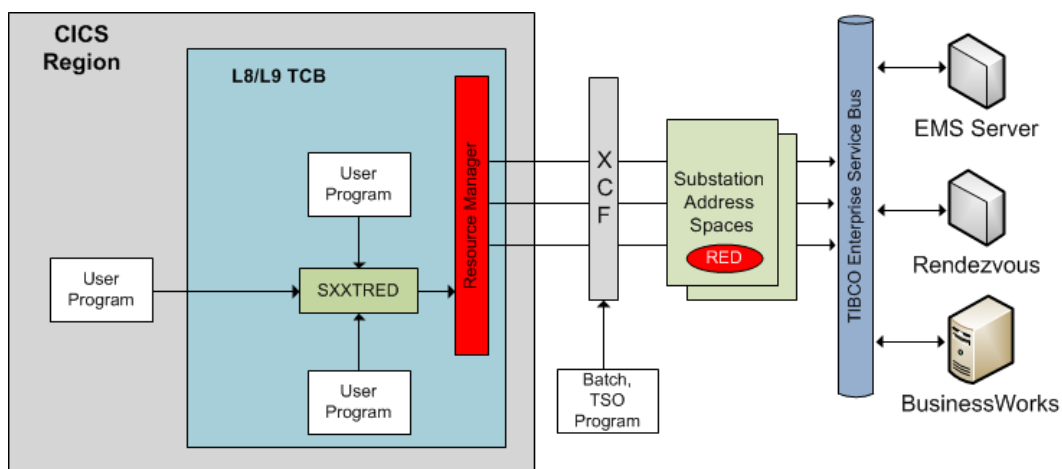 CICS
Region
L8/L9 TCB
User
Program
User
Program
SXXTRED
User
Program
Resource Manager
X
C
F
Batch,
TSO
Program
Substation
Address
Spaces
RED
TIBCO Enterprise Service Bus
EMS Server
Rendezvous
BusinessWorks